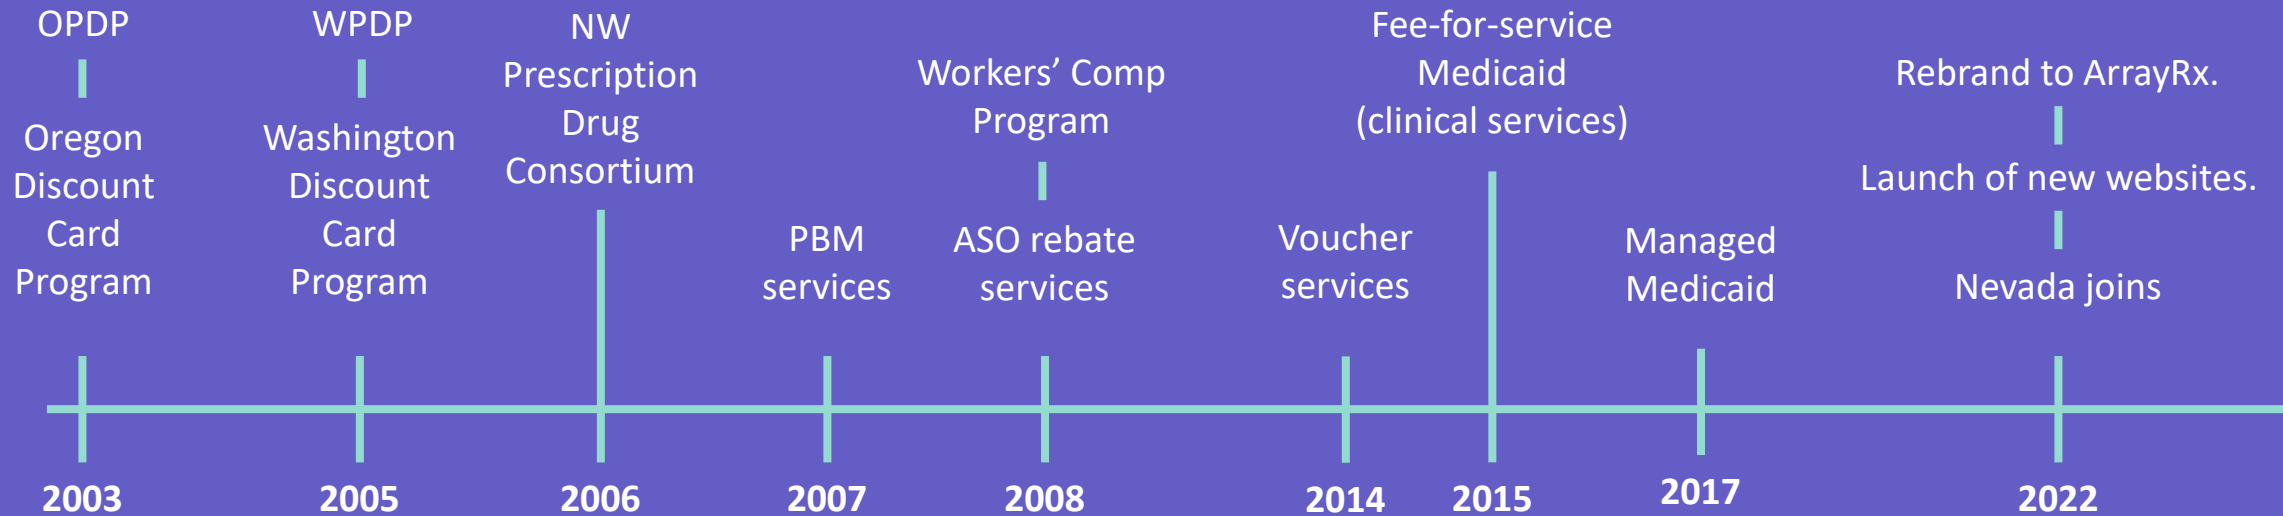 OPDP
Oregon
Discount
Card
Program
2003
WPDP
Washington
Discount
Card
Program
2005
NW
Prescription
Drug
Consortium
2006
PBM
services
2007
Workers’ Comp
Program
ASO rebate
services
2008
Voucher
services
2014
Fee-for-service
Medicaid
(clinical services)
2015
Managed
Medicaid
2017
Rebrand to ArrayRx.
Launch of new websites.
Nevada joins
2022